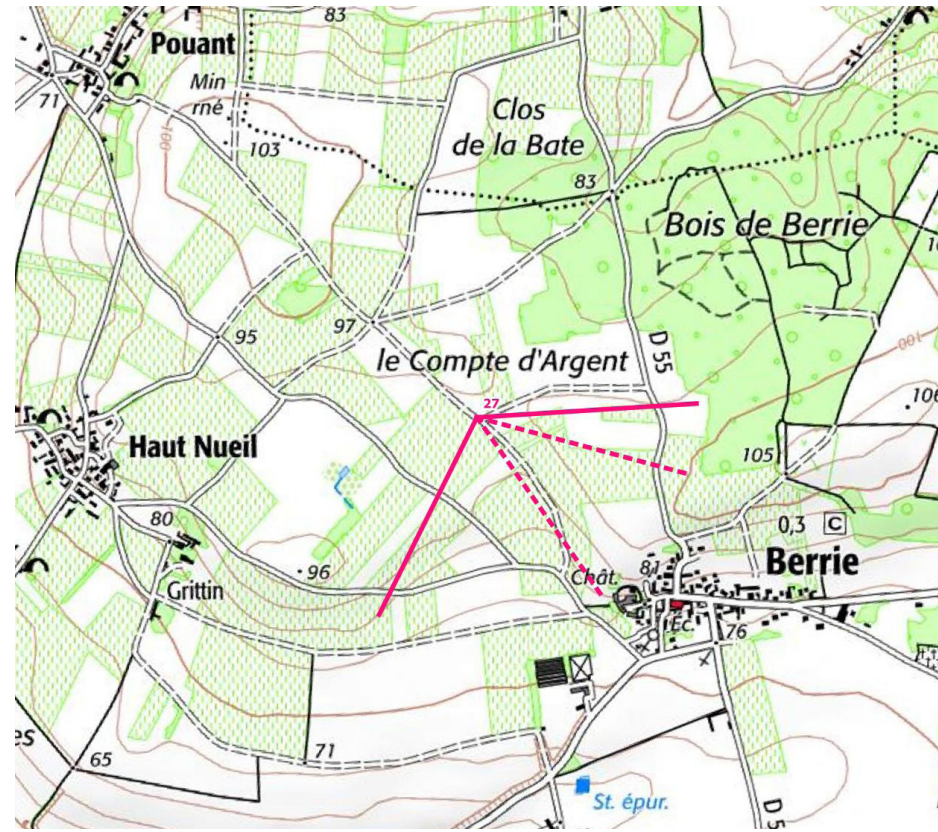 83
Pouant
71
Min
rné
103
100
Clos
de la Bate
83
Bois de Berrie
95
97
le Compte d'Argent
D 55
100
106
27
Haut Nueil
105
80
0,3 C
96
Chât.
81
Berrie
Grittin
Éc.
76
71
65
St. épur.